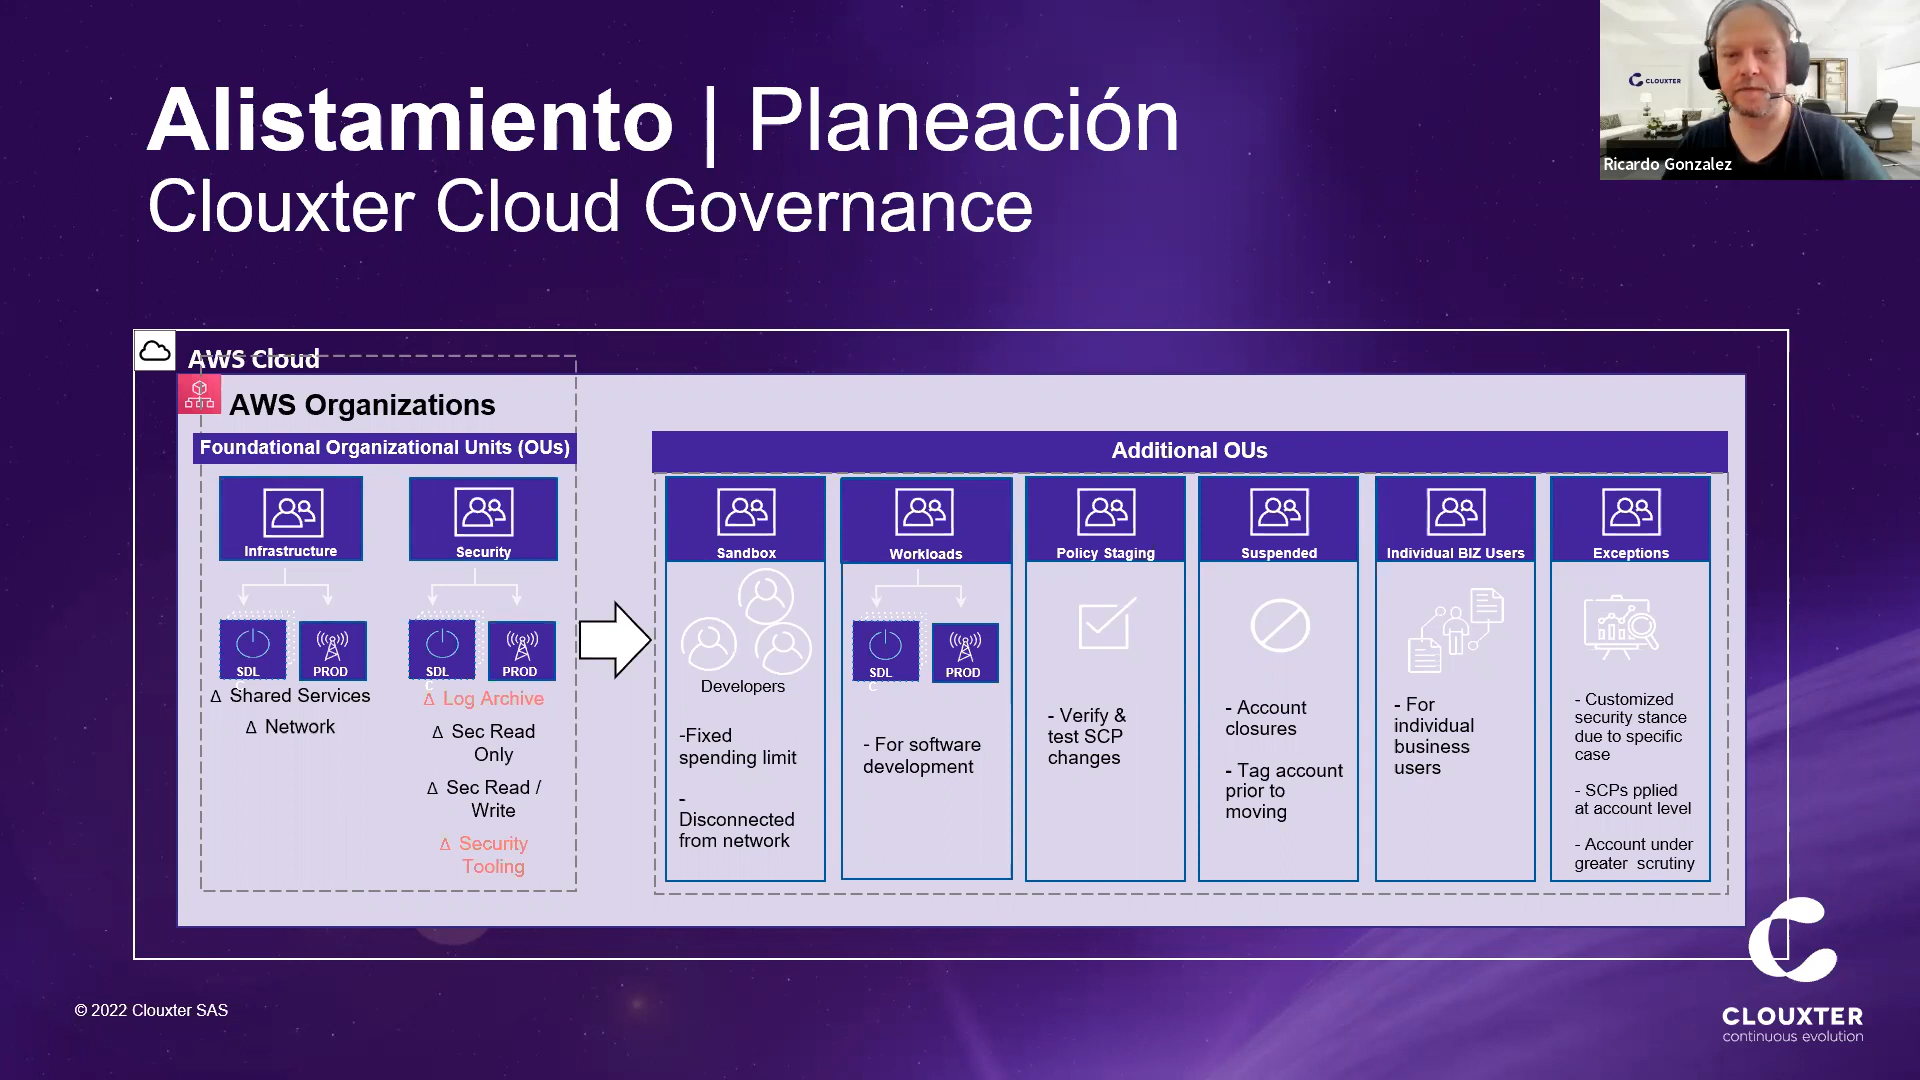 Alistamiento | Planeación
Clouxter Cloud Governance
CLOUXTER
Ricardo Gonzalez
AWS Cloud
AWS Organizations
Foundational Organizational Units (OUs)
Infrastructure
SDL
C
PROD
Δ Shared Services
Δ Network
Security
SDL
C
PROD
Δ Log Archive
Δ Sec Read
Only
Δ Sec Read /
Write
Δ Security
Tooling
Additional OUs
Sandbox
Developers
-Fixed
spending limit
-
Disconnected
from network
Workloads
SDL
C
PROD
- For software
development
Policy Staging
- Verify &
test SCP
changes
Suspended
- Account
closures
- Tag account
prior to
moving
Individual BIZ Users
- For
individual
business
users
Exceptions
- Customized
security stance
due to specific
case
- SCPs pplied
at account level
- Account under
greater scrutiny
© 2022 Clouxter SAS
CLOUXTER
continuous evolution